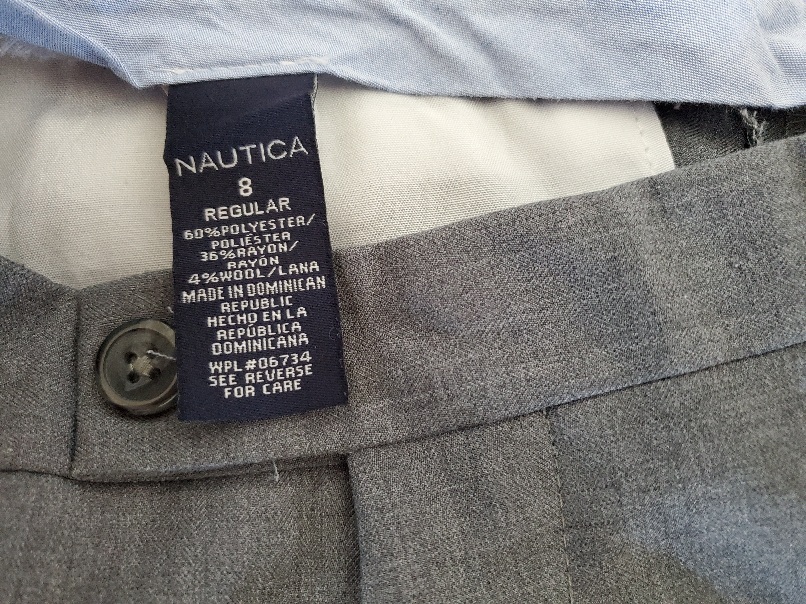 NAUTICA
8
REGULAR
60%POLYESTER/
POLIÉSTER
36%RAYON/
RAYÓN
4%WOOL/LANA
MADE IN DOMINICAN
REPUBLIC
HECHO EN LA
REPÚBLICA
DOMINICANA
WPL#06734
SEE REVERSE
FOR CARE